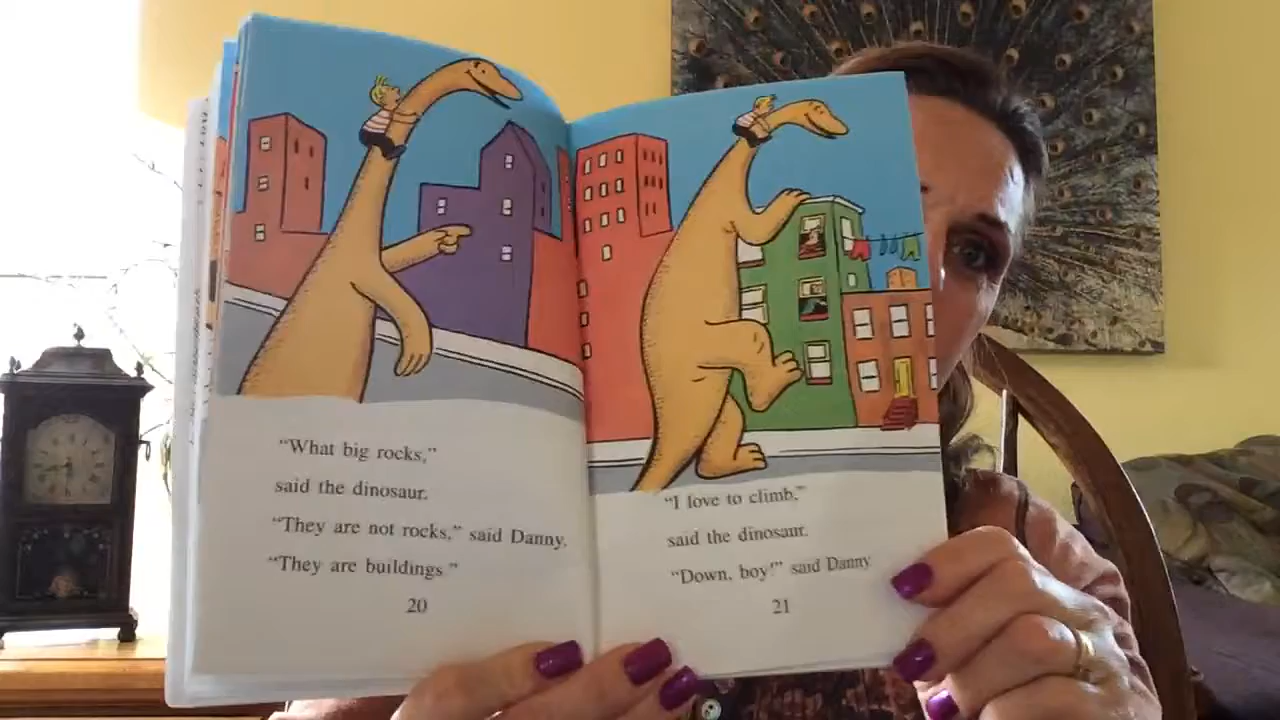 "What big rocks,"
said the dinosaur.
"They are not rocks," said Danny.
"They are buildings."
20
"I love to climb,"
said the dinosaur.
"Down, boy!" said Danny
21